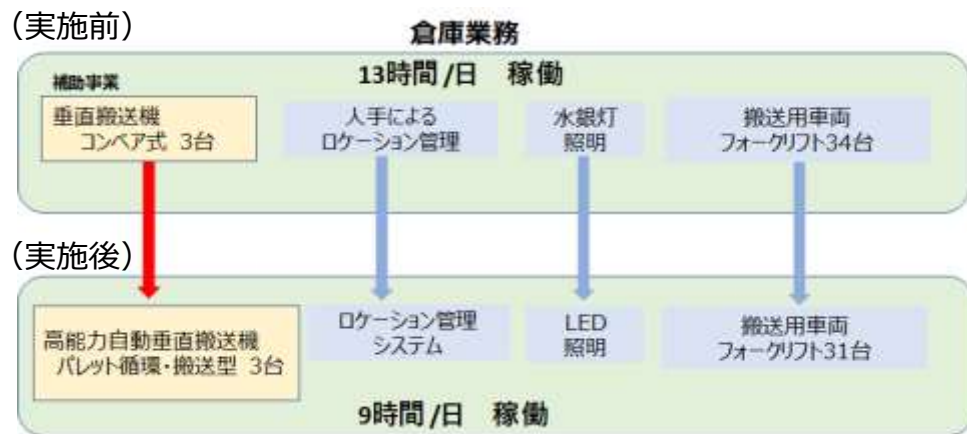 (実施前)
倉庫業務
13時間/日 稼働
補助事業
垂直搬送機
コンベア式 3台
人手による
ロケーション管理
水銀灯
照明
搬送用車両
フォークリフト34台
(実施後)
高能力自動垂直搬送機
パレット循環・搬送型 3台
ロケーション管理
システム
LED
照明
搬送用車両
フォークリフト31台
9時間/日 稼働